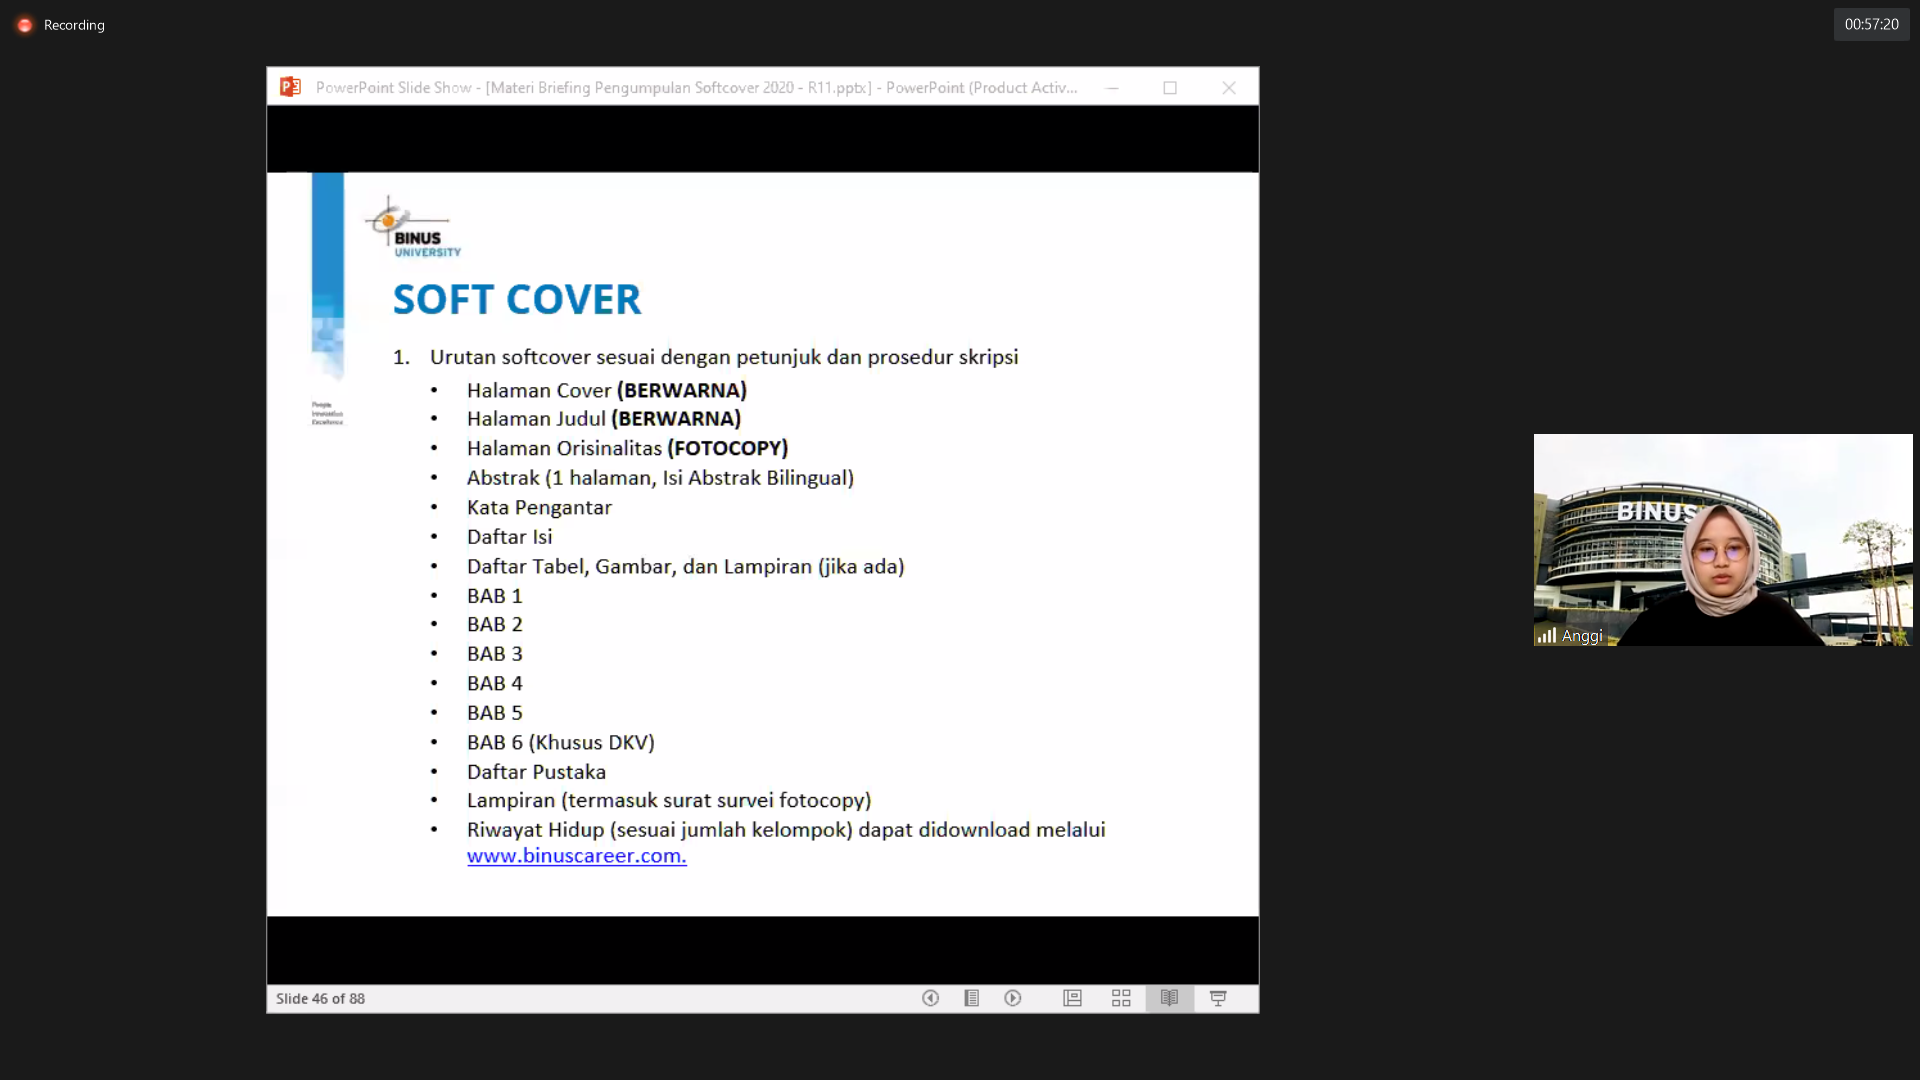 Recording
00:57:20
PowerPoint Slide Show - [Materi Briefing Pengumpulan Softcover 2020 - R11.pptx] - PowerPoint (Product Activ...
BINUS
UNIVERSITY
People
Innovation
Excellence
SOFT COVER
1. Urutan softcover sesuai dengan petunjuk dan prosedur skripsi
• Halaman Cover (BERWARNA)
• Halaman Judul (BERWARNA)
• Halaman Orisinalitas (FOTOCOPY)
• Abstrak (1 halaman, Isi Abstrak Bilingual)
• Kata Pengantar
• Daftar Isi
• Daftar Tabel, Gambar, dan Lampiran (jika ada)
• BAB 1
• BAB 2
• BAB 3
• BAB 4
• BAB 5
• BAB 6 (Khusus DKV)
• Daftar Pustaka
• Lampiran (termasuk surat survei fotocopy)
• Riwayat Hidup (sesuai jumlah kelompok) dapat didownload melalui
www.binuscareer.com.
BINUS
Anggi
Slide 46 of 88